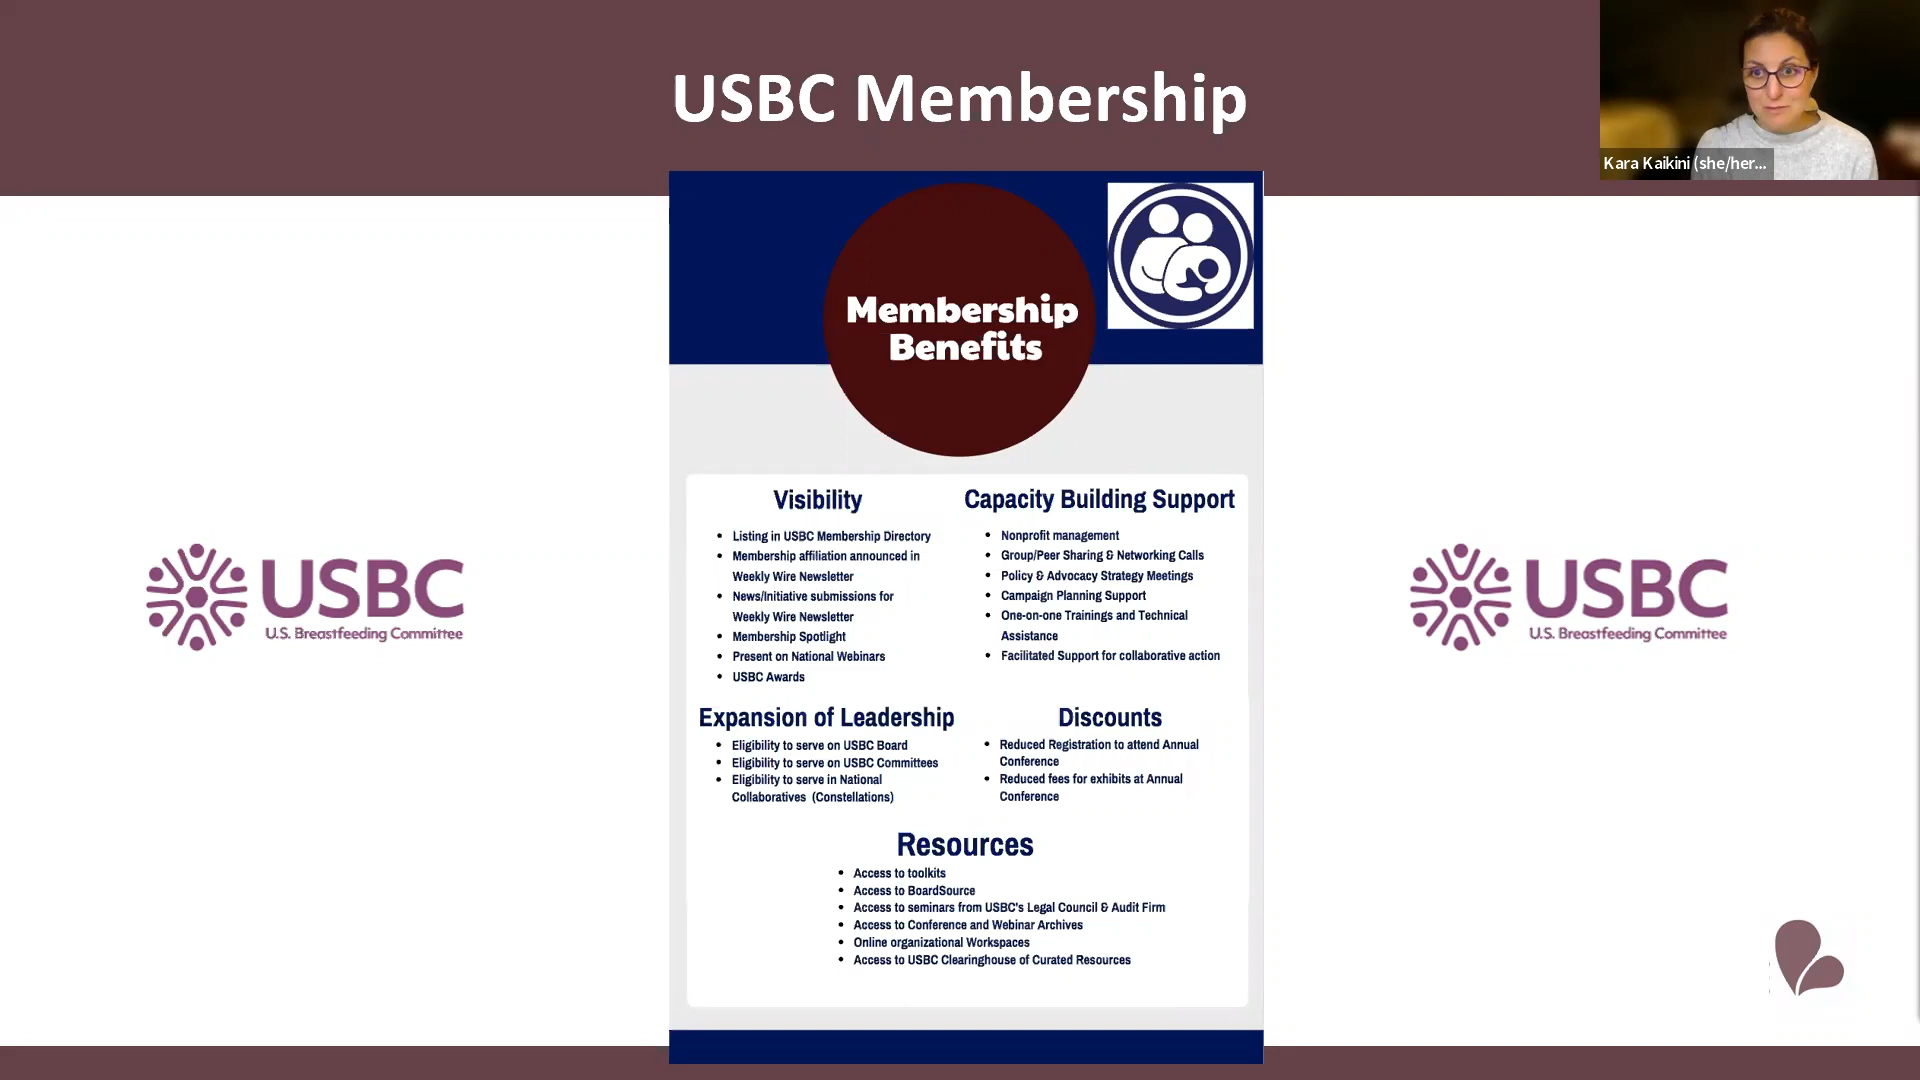 USBC Membership
Kara Kaikini (she/her...
Membership
Benefits
Visibility
• Listing in USBC Membership Directory
• Membership affiliation announced in
Weekly Wire Newsletter
• News/Initiative submissions for
Weekly Wire Newsletter
• Membership Spotlight
• Present on National Webinars
• USBC Awards
Capacity Building Support
• Nonprofit management
• Group/Peer Sharing & Networking Calls
• Policy & Advocacy Strategy Meetings
• Campaign Planning Support
• One-on-one Trainings and Technical
Assistance
• Facilitated Support for collaborative action
Expansion of Leadership
• Eligibility to serve on USBC Board
• Eligibility to serve on USBC Committees
• Eligibility to serve in National
Collaboratives (Constellations)
Discounts
• Reduced Registration to attend Annual
Conference
• Reduced fees for exhibits at Annual
Conference
Resources
• Access to toolkits
• Access to BoardSource
• Access to seminars from USBC's Legal Council & Audit Firm
• Access to Conference and Webinar Archives
• Online organizational Workspaces
• Access to USBC Clearinghouse of Curated Resources
USBC
U.S. Breastfeeding Committee
USBC
U.S. Breastfeeding Committee